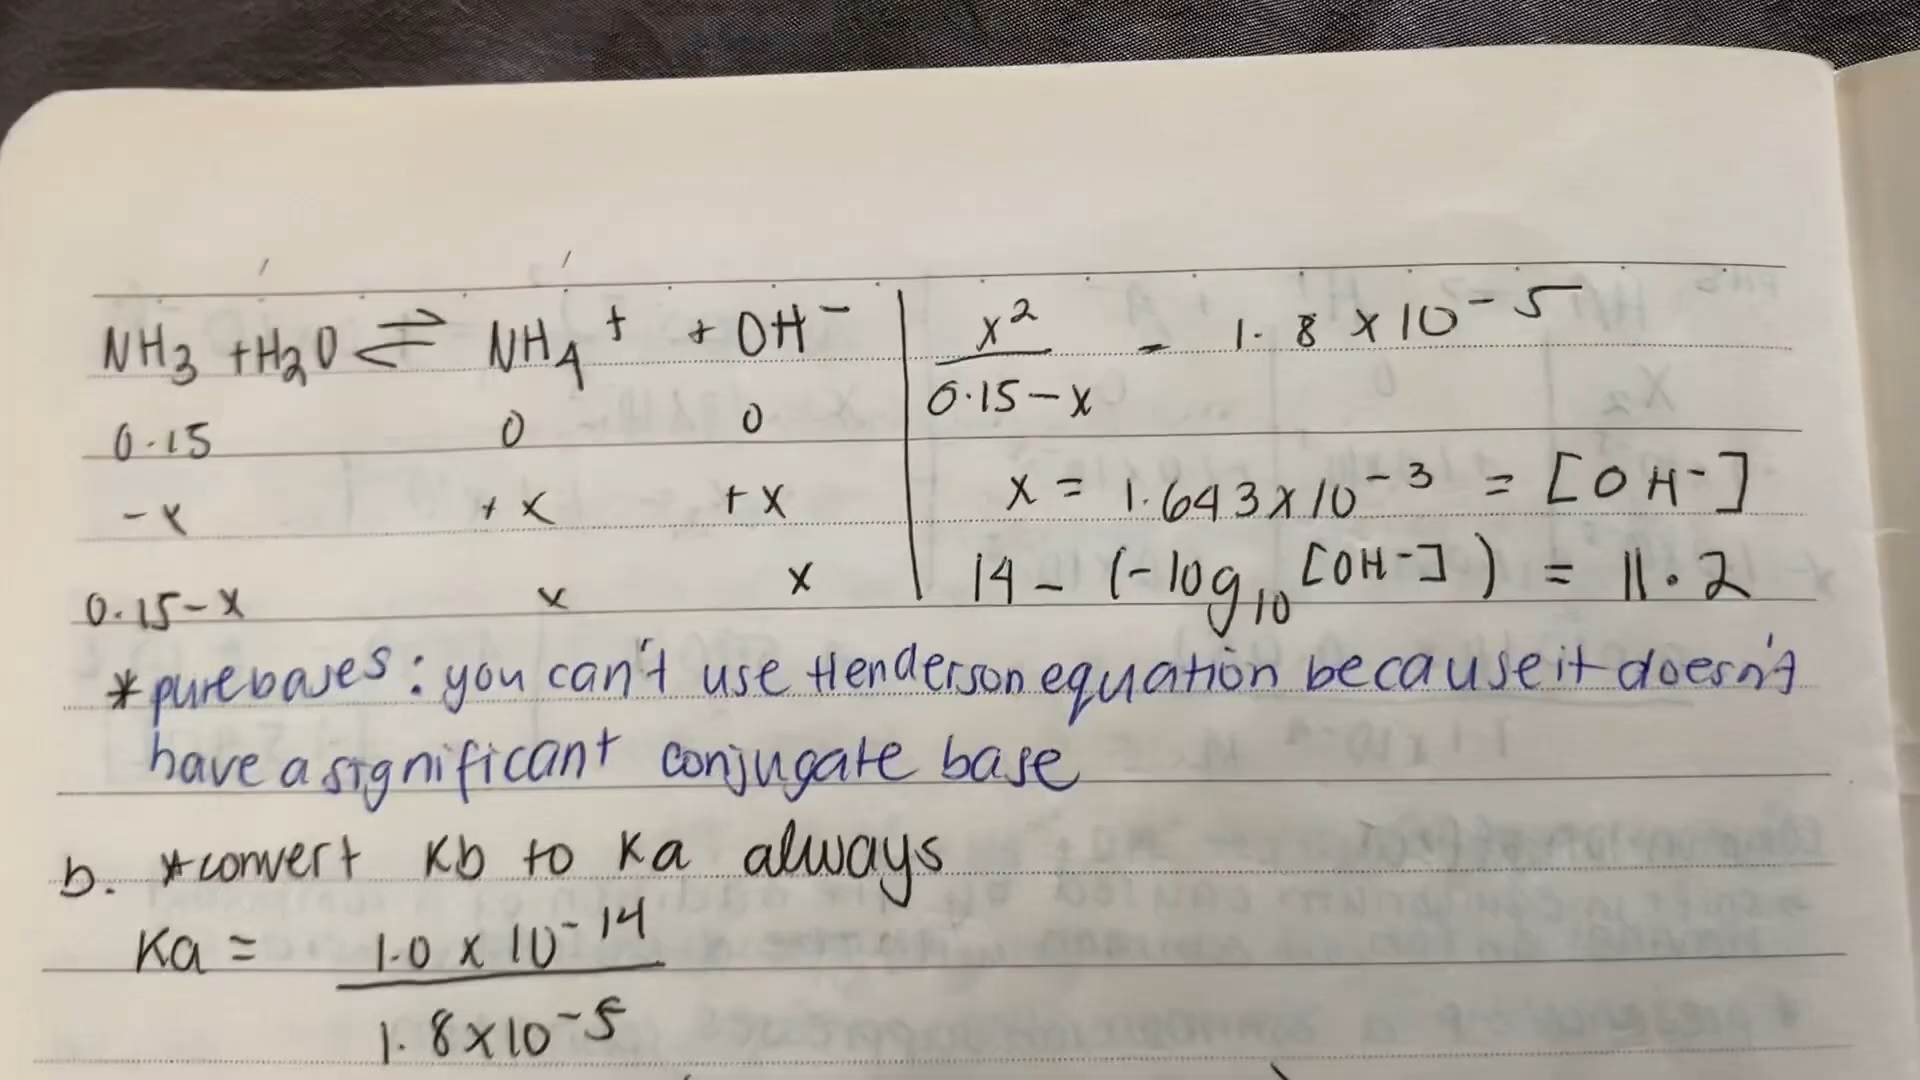 NH3 + H2O ⇌ NH4+ + OH-
0.15 0 0
-x +x +x
0.15-x x x
x2
0.15-x
= 1.8 x 10-5
x = 1.643 x 10-3 = [OH-]
14 - (-log10 [OH-]) = 11.2
* pure bases: you can't use Henderson equation because it doesn't
have a significant conjugate base
b. *convert Kb to Ka always
Ka = 1.0 x 10-14
1.8 x 10-5